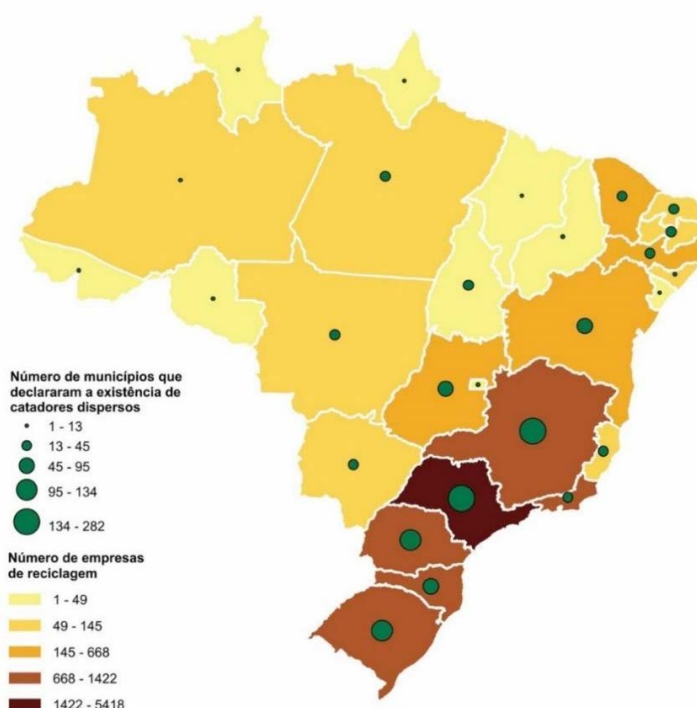 Número de municípios que
declararam a existência de
catadores dispersos
1 - 13
13 - 45
45 - 95
95 - 134
134 - 282
Número de empresas
de reciclagem
1 - 49
49 - 145
145 - 668
668 - 1422
1422 - 5418